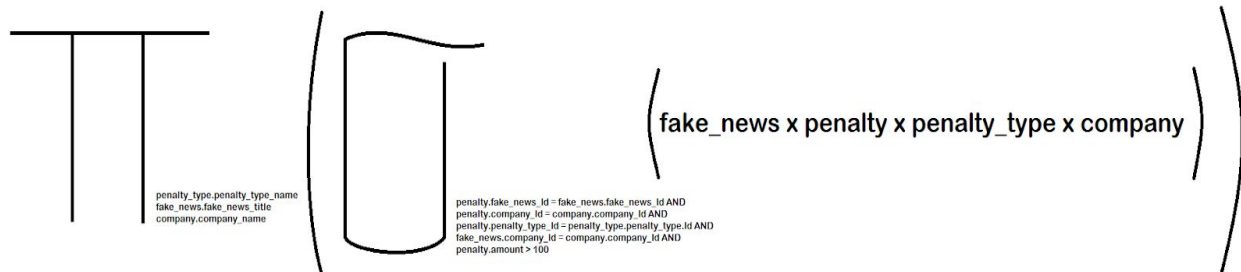 fake_news x penalty x penalty_type x company
penalty_type.penalty_type_name
fake_news.fake_news_title
company.company_name
penalty.fake_news_Id = fake_news.fake_news_Id AND
penalty.company_Id = company.company_Id AND
penalty.penalty_type_Id = penalty_type.penalty_type.Id AND
fake_news.company_Id = company.company_Id AND
penalty.amount > 100